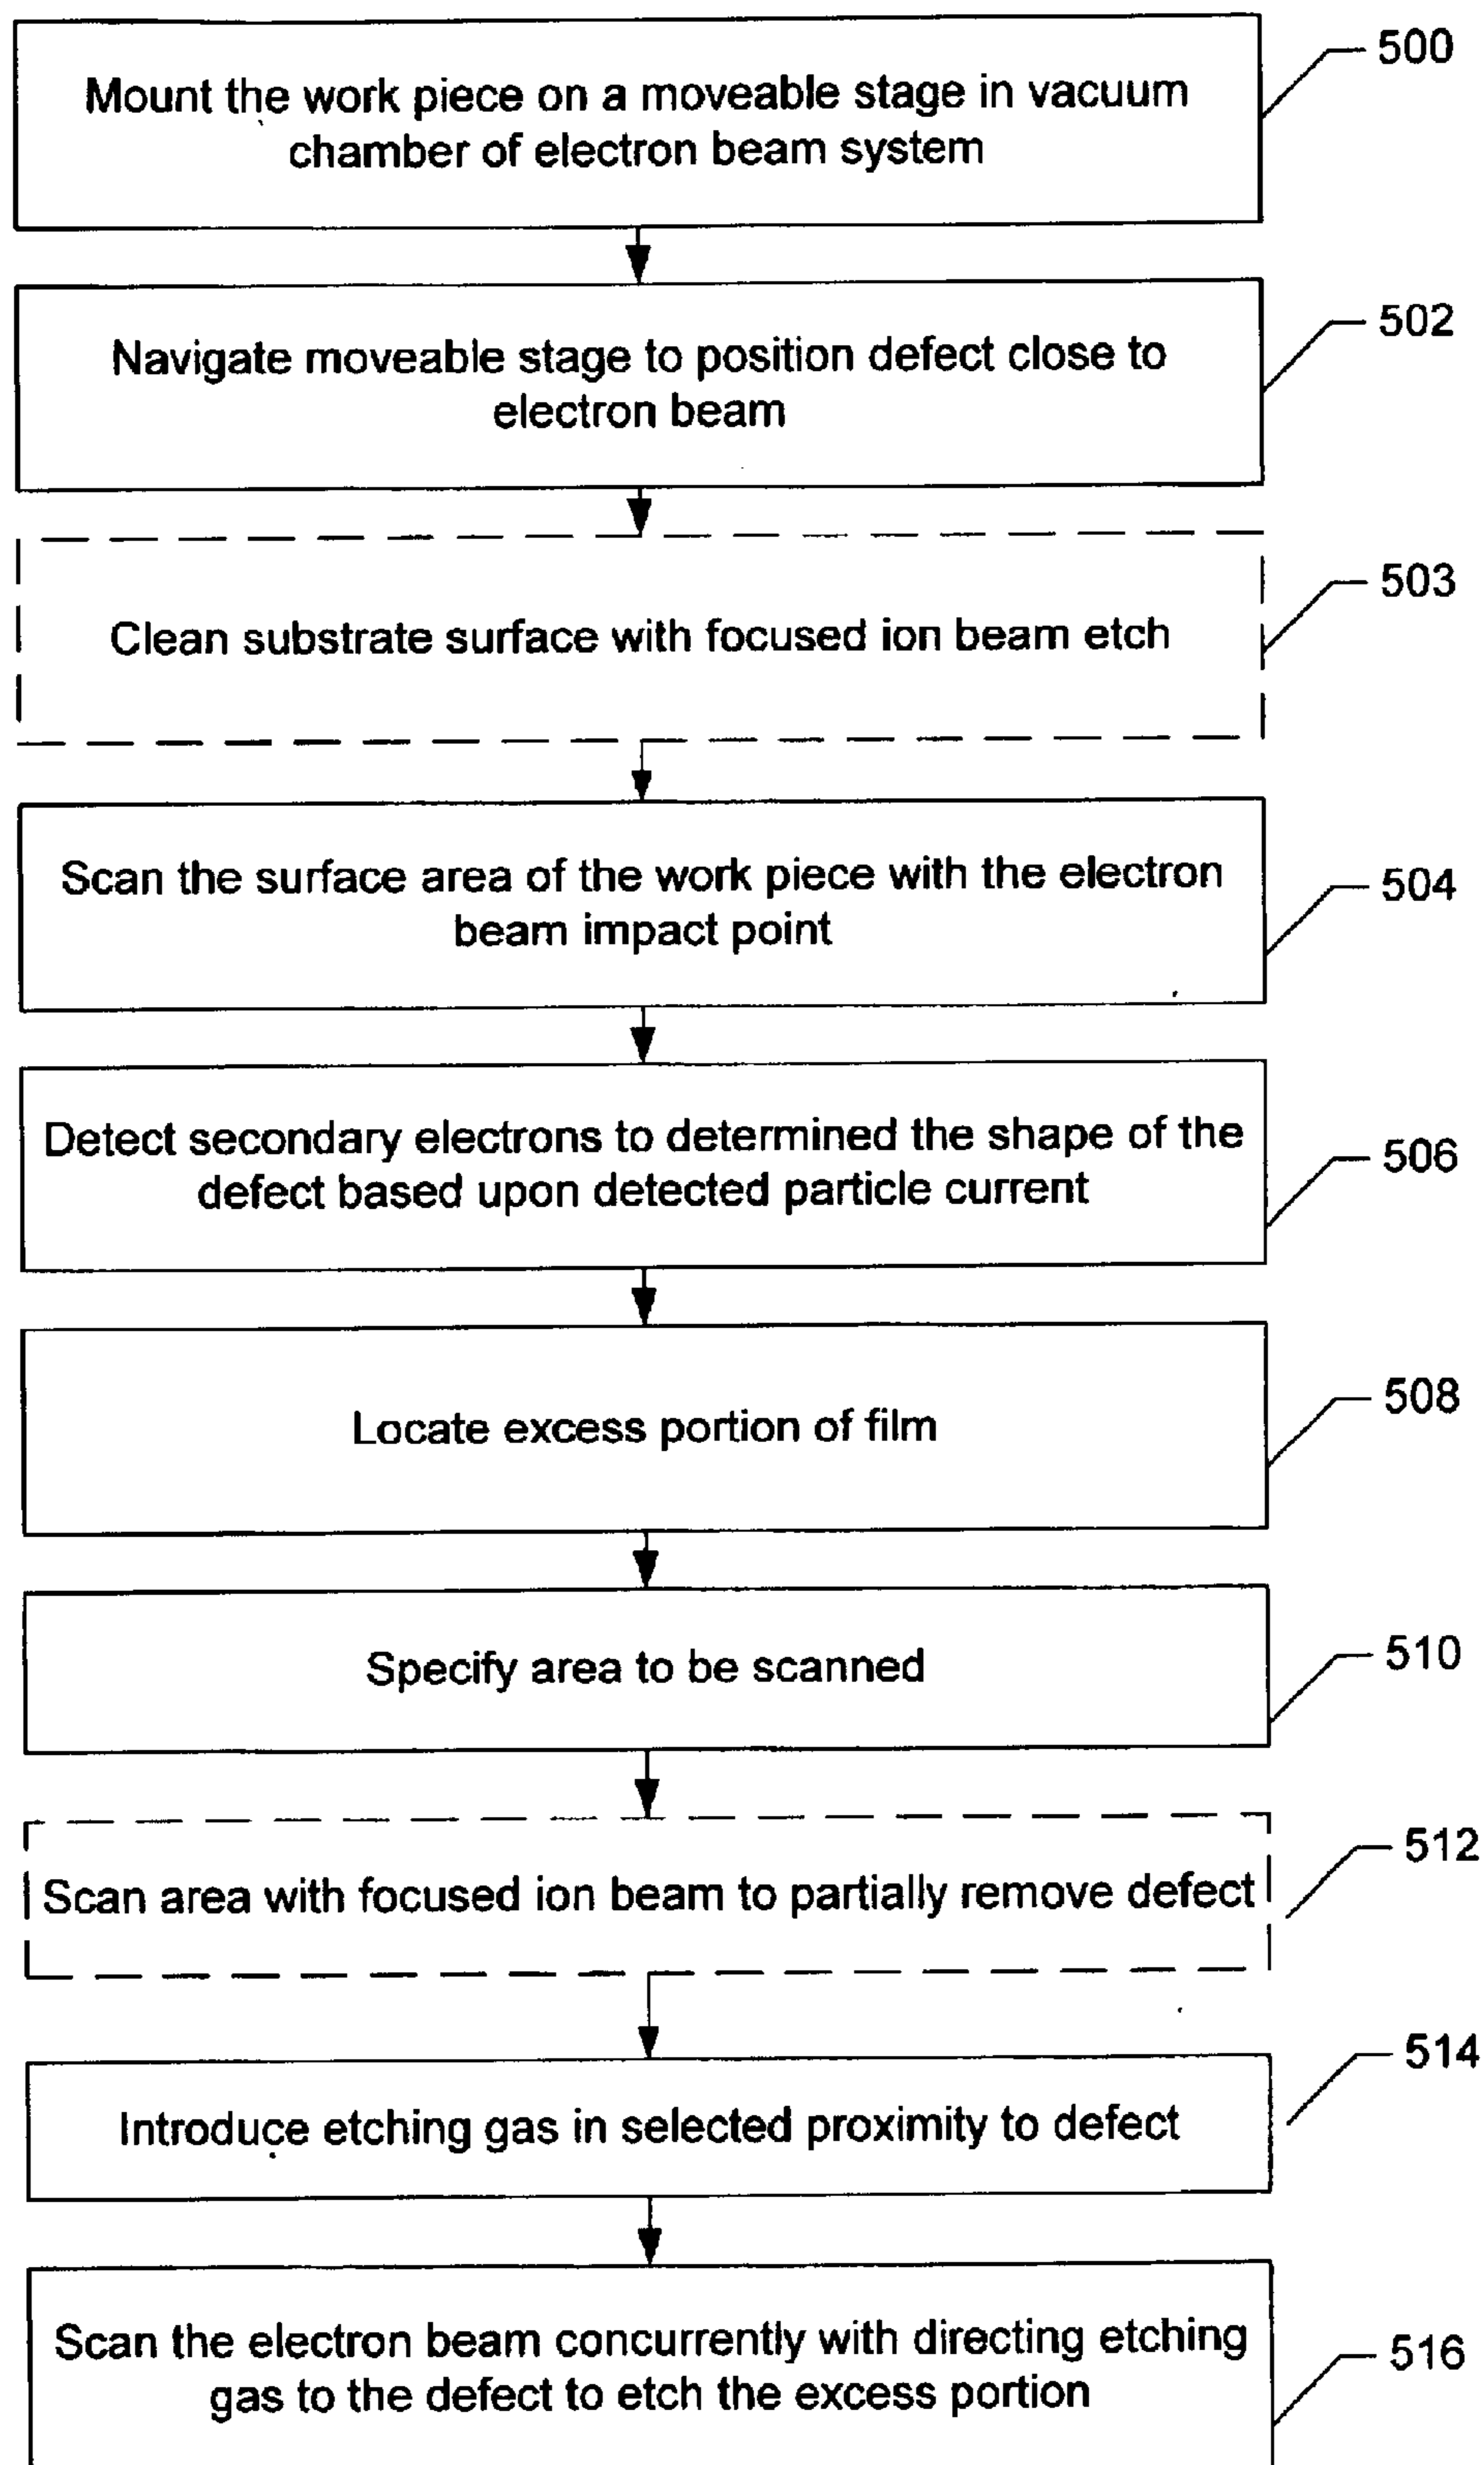 500
Mount the work piece on a moveable stage in vacuum
chamber of electron beam system
502
Navigate moveable stage to position defect close to
electron beam
503
Clean substrate surface with focused ion beam etch
504
Scan the surface area of the work piece with the electron
beam impact point
506
Detect secondary electrons to determined the shape of the
defect based upon detected particle current
508
Locate excess portion of film
510
Specify area to be scanned
512
Scan area with focused ion beam to partially remove defect
514
Introduce etching gas in selected proximity to defect
516
Scan the electron beam concurrently with directing etching
gas to the defect to etch the excess portion